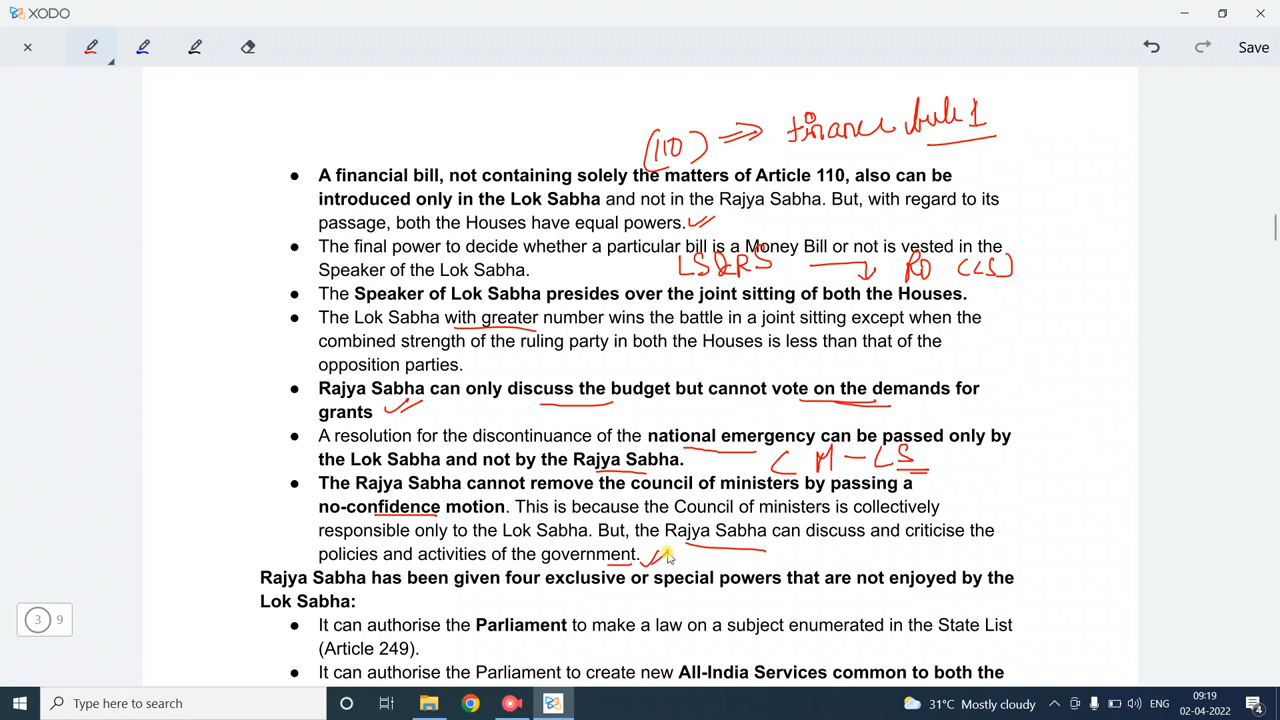 XODO
Save
(110) ⇒ finance bill 1
A financial bill, not containing solely the matters of Article 110, also can be
introduced only in the Lok Sabha and not in the Rajya Sabha. But, with regard to its
passage, both the Houses have equal powers.
The final power to decide whether a particular bill is a Money Bill or not is vested in the
Speaker of the Lok Sabha.
LS & RS → PO (LS)
The Speaker of Lok Sabha presides over the joint sitting of both the Houses.
The Lok Sabha with greater number wins the battle in a joint sitting except when the
combined strength of the ruling party in both the Houses is less than that of the
opposition parties.
Rajya Sabha can only discuss the budget but cannot vote on the demands for
grants
A resolution for the discontinuance of the national emergency can be passed only by
the Lok Sabha and not by the Rajya Sabha.
C M - LS
The Rajya Sabha cannot remove the council of ministers by passing a
no-confidence motion. This is because the Council of ministers is collectively
responsible only to the Lok Sabha. But, the Rajya Sabha can discuss and criticise the
policies and activities of the government.
Rajya Sabha has been given four exclusive or special powers that are not enjoyed by the
Lok Sabha:
3 9
It can authorise the Parliament to make a law on a subject enumerated in the State List
(Article 249).
It can authorise the Parliament to create new All-India Services common to both the
Type here to search
31°C Mostly cloudy
09:19
02-04-2022
4